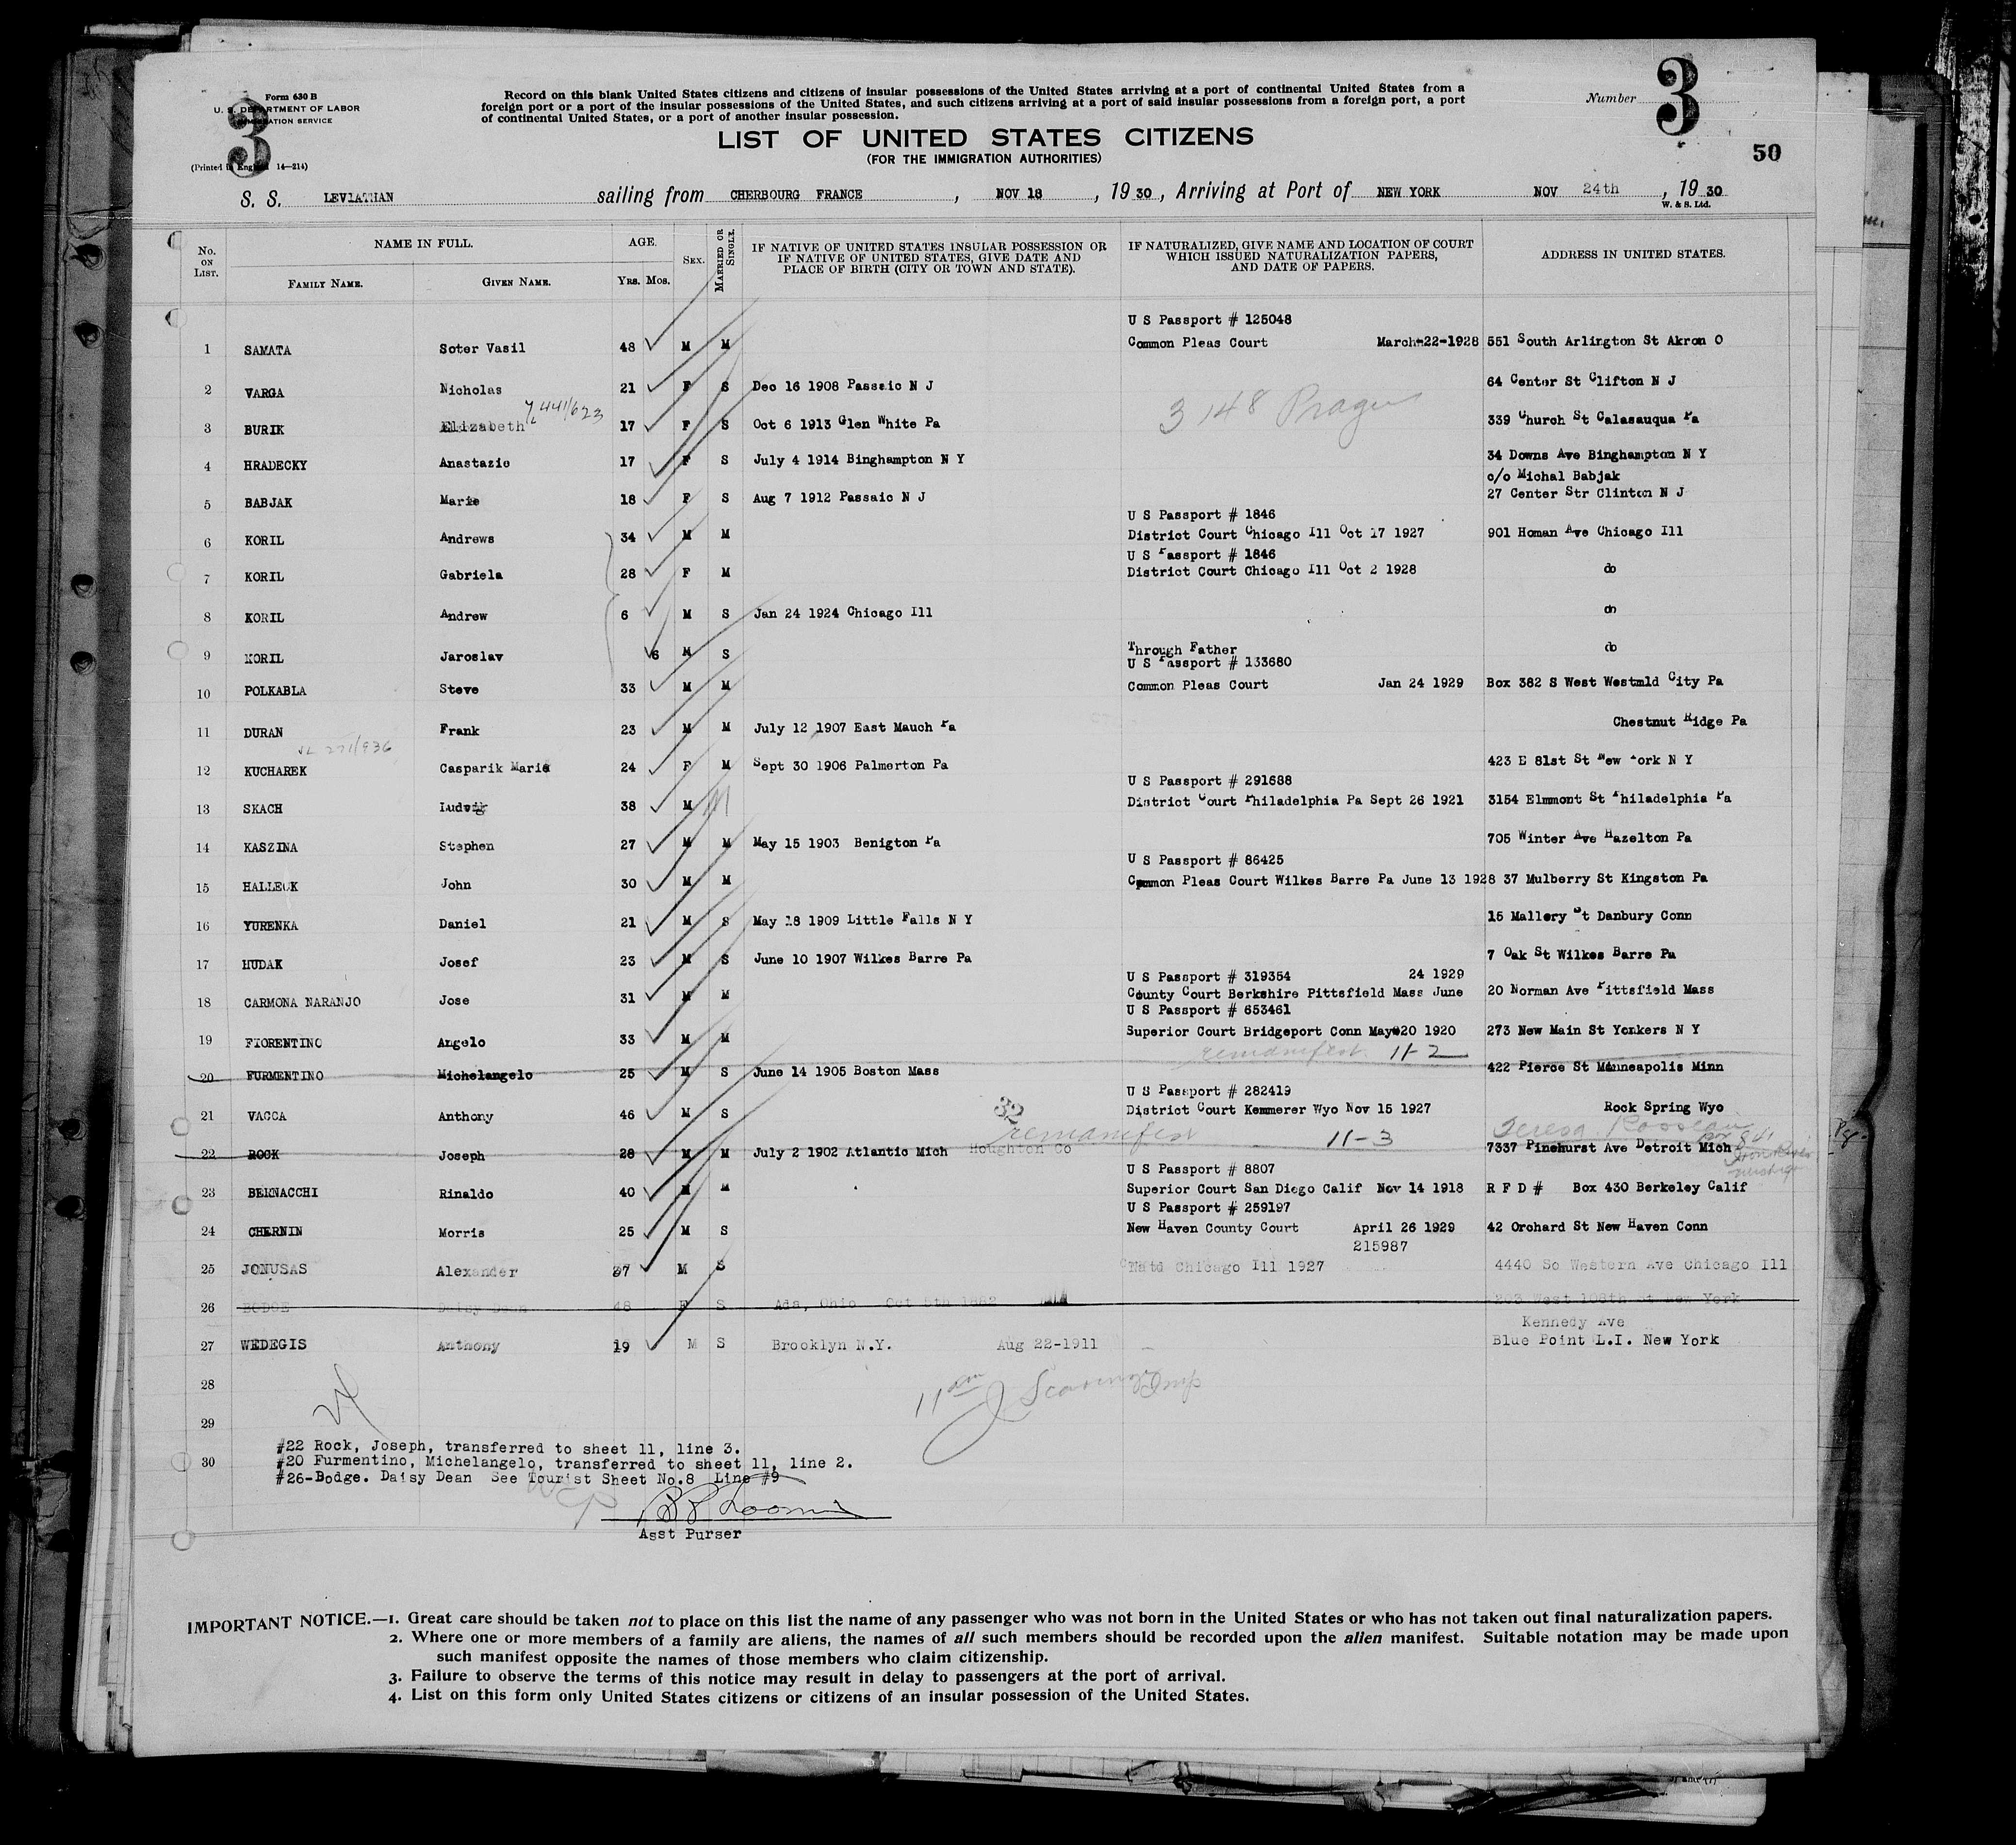 3
Form 630 B
U. S. DEPARTMENT OF LABOR
IMMIGRATION SERVICE
(Printed in England 14—214)
Record on this blank United States citizens and citizens of insular possessions of the United States arriving at a port of continental United States from a
foreign port or a port of the insular possessions of the United States, and such citizens arriving at a port of said insular possessions from a foreign port, a port
of continental United States, or a port of another insular possession.
Number 3
LIST OF UNITED STATES CITIZENS
(FOR THE IMMIGRATION AUTHORITIES)
50
S. S. LEVIATHAN sailing from CHERBOURG FRANCE, NOV 18, 1930, Arriving at Port of NEW YORK NOV 24th, 1930
W. & S. Ltd.
No. ON LIST. NAME IN FULL. FAMILY NAME. GIVEN NAME. AGE. YRS. MOS. SEX. MARRIED OR SINGLE. IF NATIVE OF UNITED STATES INSULAR POSSESSION OR IF NATIVE OF UNITED STATES, GIVE DATE AND PLACE OF BIRTH (CITY OR TOWN AND STATE). IF NATURALIZED, GIVE NAME AND LOCATION OF COURT WHICH ISSUED NATURALIZATION PAPERS, AND DATE OF PAPERS. ADDRESS IN UNITED STATES.
U S Passport # 125048
1 SAMATA Soter Vasil 48 M M Common Pleas Court March-22-1928 551 South Arlington St Akron O
2 VARGA Nicholas 21 F S Dec 16 1908 Passaic N J 64 Center St Clifton N J
441/623
3 148 Prague
3 BURIK Elizabeth 17 F S Oct 6 1913 Glen White Pa 339 Church St Calasauqua Pa
4 HRADECKY Anastazie 17 F S July 4 1914 Binghampton N Y 34 Downs Ave Binghampton N Y
c/o Michal Babjak
5 BABJAK Marie 18 F S Aug 7 1912 Passaic N J 27 Center Str Clinton N J
U S Passport # 1846
6 KORIL Andrews 34 M M District Court Chicago Ill Oct 17 1927 901 Homan Ave Chicago Ill
U S Passport # 1846
7 KORIL Gabriela 28 F M District Court Chicago Ill Oct 2 1928 do
8 KORIL Andrew 6 M S Jan 24 1924 Chicago Ill do
9 KORIL Jaroslav 6 M S Through Father do
U S Passport # 133680
10 POLKABLA Steve 33 M M Common Pleas Court Jan 24 1929 Box 382 S West Westmld City Pa
11 DURAN Frank 23 M M July 12 1907 East Mauch Pa Chestnut Ridge Pa
271/936
12 KUCHAREK Casparik Marie 24 F M Sept 30 1906 Palmerton Pa 423 E 81st St New York N Y
U S Passport # 291688
13 SKACH Ludwig 38 M M District Court Philadelphia Pa Sept 26 1921 3154 Elmmont St Philadelphia Pa
14 KASZINA Stephen 27 M M May 15 1903 Benigton Pa 705 Winter Ave Hazelton Pa
U S Passport # 86425
15 HALLECK John 30 M M Common Pleas Court Wilkes Barre Pa June 13 1928 37 Mulberry St Kingston Pa
16 YURENKA Daniel 21 M S May 18 1909 Little Falls N Y 15 Mallery St Danbury Conn
17 HUDAK Josef 23 M S June 10 1907 Wilkes Barre Pa 7 Oak St Wilkes Barre Pa
U S Passport # 319354 24 1929
18 CARMONA NARANJO Jose 31 M M County Court Berkshire Pittsfield Mass June 20 Norman Ave Pittsfield Mass
U S Passport # 653461
19 FIORENTINO Angelo 33 M M Superior Court Bridgeport Conn May 20 1920 273 New Main St Yonkers N Y
remanifest 11-2
20 FURMENTINO Michelangelo 25 M S June 14 1905 Boston Mass 422 Pierce St Minneapolis Minn
U S Passport # 282419
21 VACCA Anthony 46 M S District Court Kemmerer Wyo Nov 15 1927 Rock Spring Wyo
32
remanifest 11-3
Teresa
22 ROCK Joseph 28 M M July 2 1902 Atlantic Mich Houghton Co 7337 Pinehurst Ave Detroit Mich
U S Passport # 8807
23 BERNACCHI Rinaldo 40 M M Superior Court San Diego Calif Nov 14 1918 R F D # Box 430 Berkeley Calif
U S Passport # 259197
24 CHERNIN Morris 25 M S New Haven County Court April 26 1929 42 Orchard St New Haven Conn
215987
25 JONUSAS Alexander 37 M S Natd Chicago Ill 1927 4440 So Western Ave Chicago Ill
26 BODGE Daisy Dean 48 F S Ada, Ohio Oct 5th 1882 203 West 108th St New York
Kennedy Ave
27 WEDEGIS Anthony 19 M S Brooklyn N.Y. Aug 22-1911 Blue Point L.I. New York
28
11 am
29
#22 Rock, Joseph, transferred to sheet 11, line 3.
30 #20 Furmentino, Michelangelo, transferred to sheet 11, line 2.
#26-Bodge. Daisy Dean See Tourist Sheet No.8 Line #9
Asst Purser
IMPORTANT NOTICE.—1. Great care should be taken not to place on this list the name of any passenger who was not born in the United States or who has not taken out final naturalization papers.
2. Where one or more members of a family are aliens, the names of all such members should be recorded upon the alien manifest. Suitable notation may be made upon
such manifest opposite the names of those members who claim citizenship.
3. Failure to observe the terms of this notice may result in delay to passengers at the port of arrival.
4. List on this form only United States citizens or citizens of an insular possession of the United States.